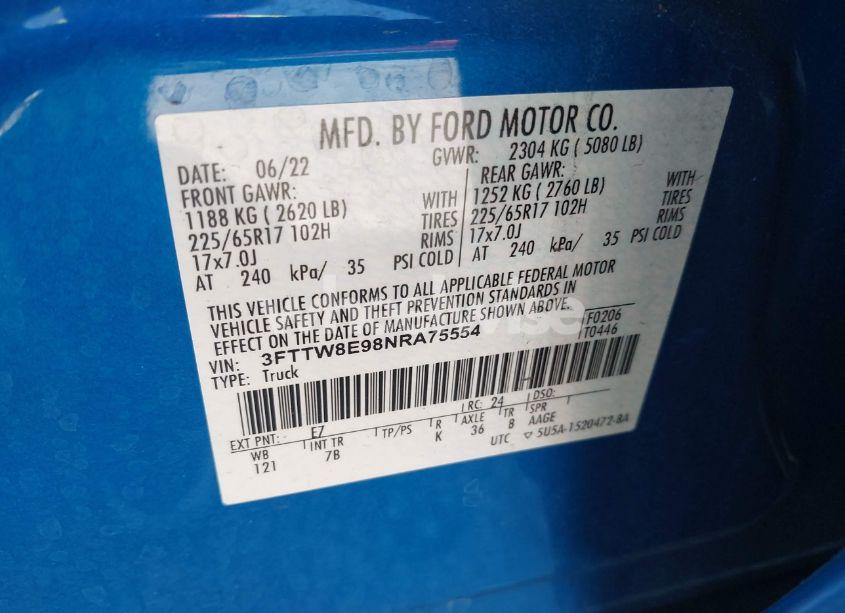 MFD. BY FORD MOTOR CO.
DATE: 06/22 GVWR: 2304 KG ( 5080 LB)
FRONT GAWR: REAR GAWR:
1188 KG ( 2620 LB) WITH 1252 KG ( 2760 LB) WITH
225/65R17 102H TIRES 225/65R17 102H TIRES
17x7.0J RIMS 17x7.0J RIMS
AT 240 kPa/ 35 PSI COLD AT 240 kPa/ 35 PSI COLD
THIS VEHICLE CONFORMS TO ALL APPLICABLE FEDERAL MOTOR
VEHICLE SAFETY AND THEFT PREVENTION STANDARDS IN
EFFECT ON THE DATE OF MANUFACTURE SHOWN ABOVE.
VIN: 3FTTW8E98NRA75554 F0206
TYPE: Truck T0446
EXT PNT: E7 RC: 24 DSO:
WB INT TR TP/PS R AXLE TR SPR
121 7B K 36 8 AAGE
UTC 5U5A-1520472-BA